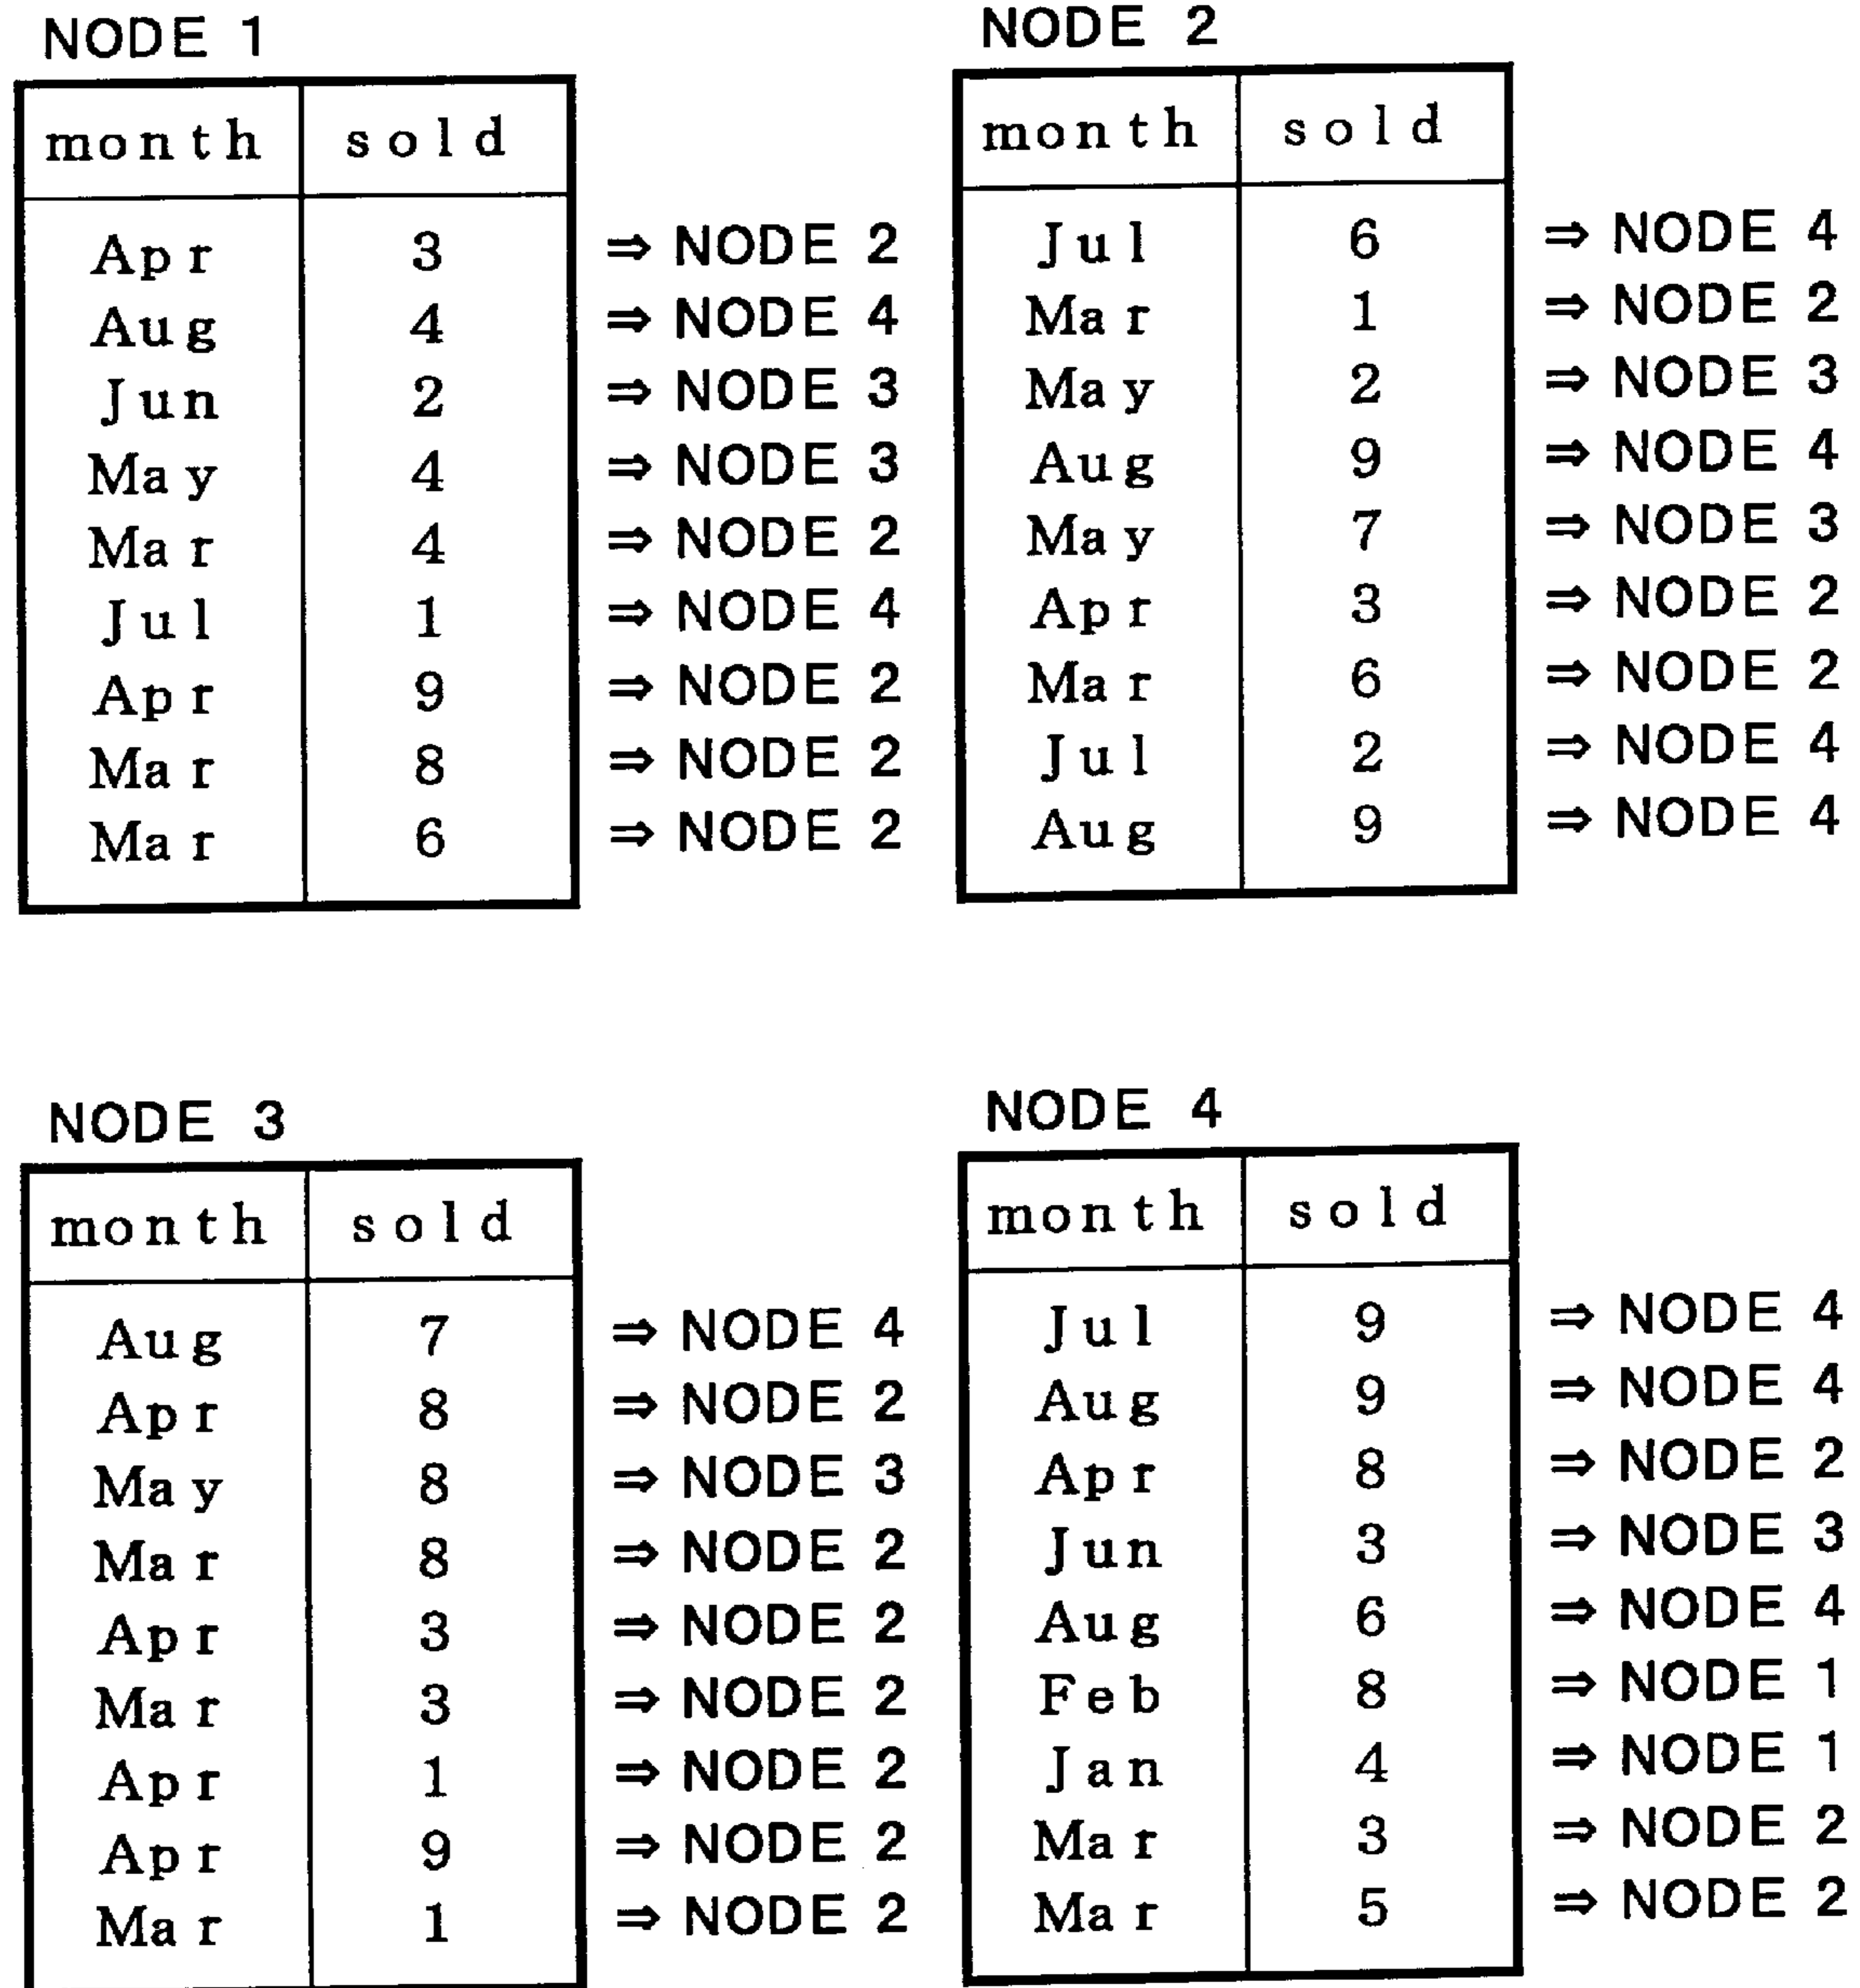 NODE 1
month sold
Apr 3 ⇒ NODE 2
Aug 4 ⇒ NODE 4
Jun 2 ⇒ NODE 3
May 4 ⇒ NODE 3
Mar 4 ⇒ NODE 2
Jul 1 ⇒ NODE 4
Apr 9 ⇒ NODE 2
Mar 8 ⇒ NODE 2
Mar 6 ⇒ NODE 2
NODE 2
month sold
Jul 6 ⇒ NODE 4
Mar 1 ⇒ NODE 2
May 2 ⇒ NODE 3
Aug 9 ⇒ NODE 4
May 7 ⇒ NODE 3
Apr 3 ⇒ NODE 2
Mar 6 ⇒ NODE 2
Jul 2 ⇒ NODE 4
Aug 9 ⇒ NODE 4
NODE 3
month sold
Aug 7 ⇒ NODE 4
Apr 8 ⇒ NODE 2
May 8 ⇒ NODE 3
Mar 8 ⇒ NODE 2
Apr 3 ⇒ NODE 2
Mar 3 ⇒ NODE 2
Apr 1 ⇒ NODE 2
Apr 9 ⇒ NODE 2
Mar 1 ⇒ NODE 2
NODE 4
month sold
Jul 9 ⇒ NODE 4
Aug 9 ⇒ NODE 4
Apr 8 ⇒ NODE 2
Jun 3 ⇒ NODE 3
Aug 6 ⇒ NODE 4
Feb 8 ⇒ NODE 1
Jan 4 ⇒ NODE 1
Mar 3 ⇒ NODE 2
Mar 5 ⇒ NODE 2